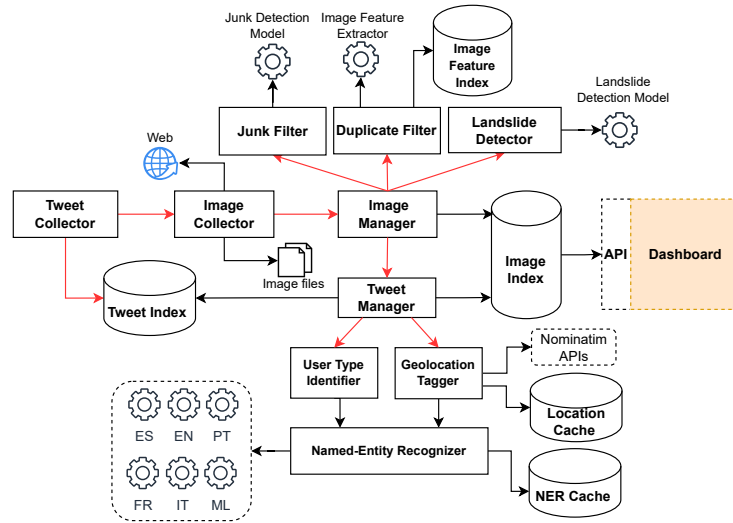 Junk Detection
Model
Image Feature
Extractor
Image
Feature
Index
Landslide
Detection Model
Junk Filter
Duplicate Filter
Landslide
Detector
Web
Tweet
Collector
Image
Collector
Image
Manager
Image
Index
API
Dashboard
Image files
Tweet Index
Tweet
Manager
User Type
Identifier
Geolocation
Tagger
Nominatim
APIs
Location
Cache
ES
EN
PT
FR
IT
ML
Named-Entity Recognizer
NER Cache